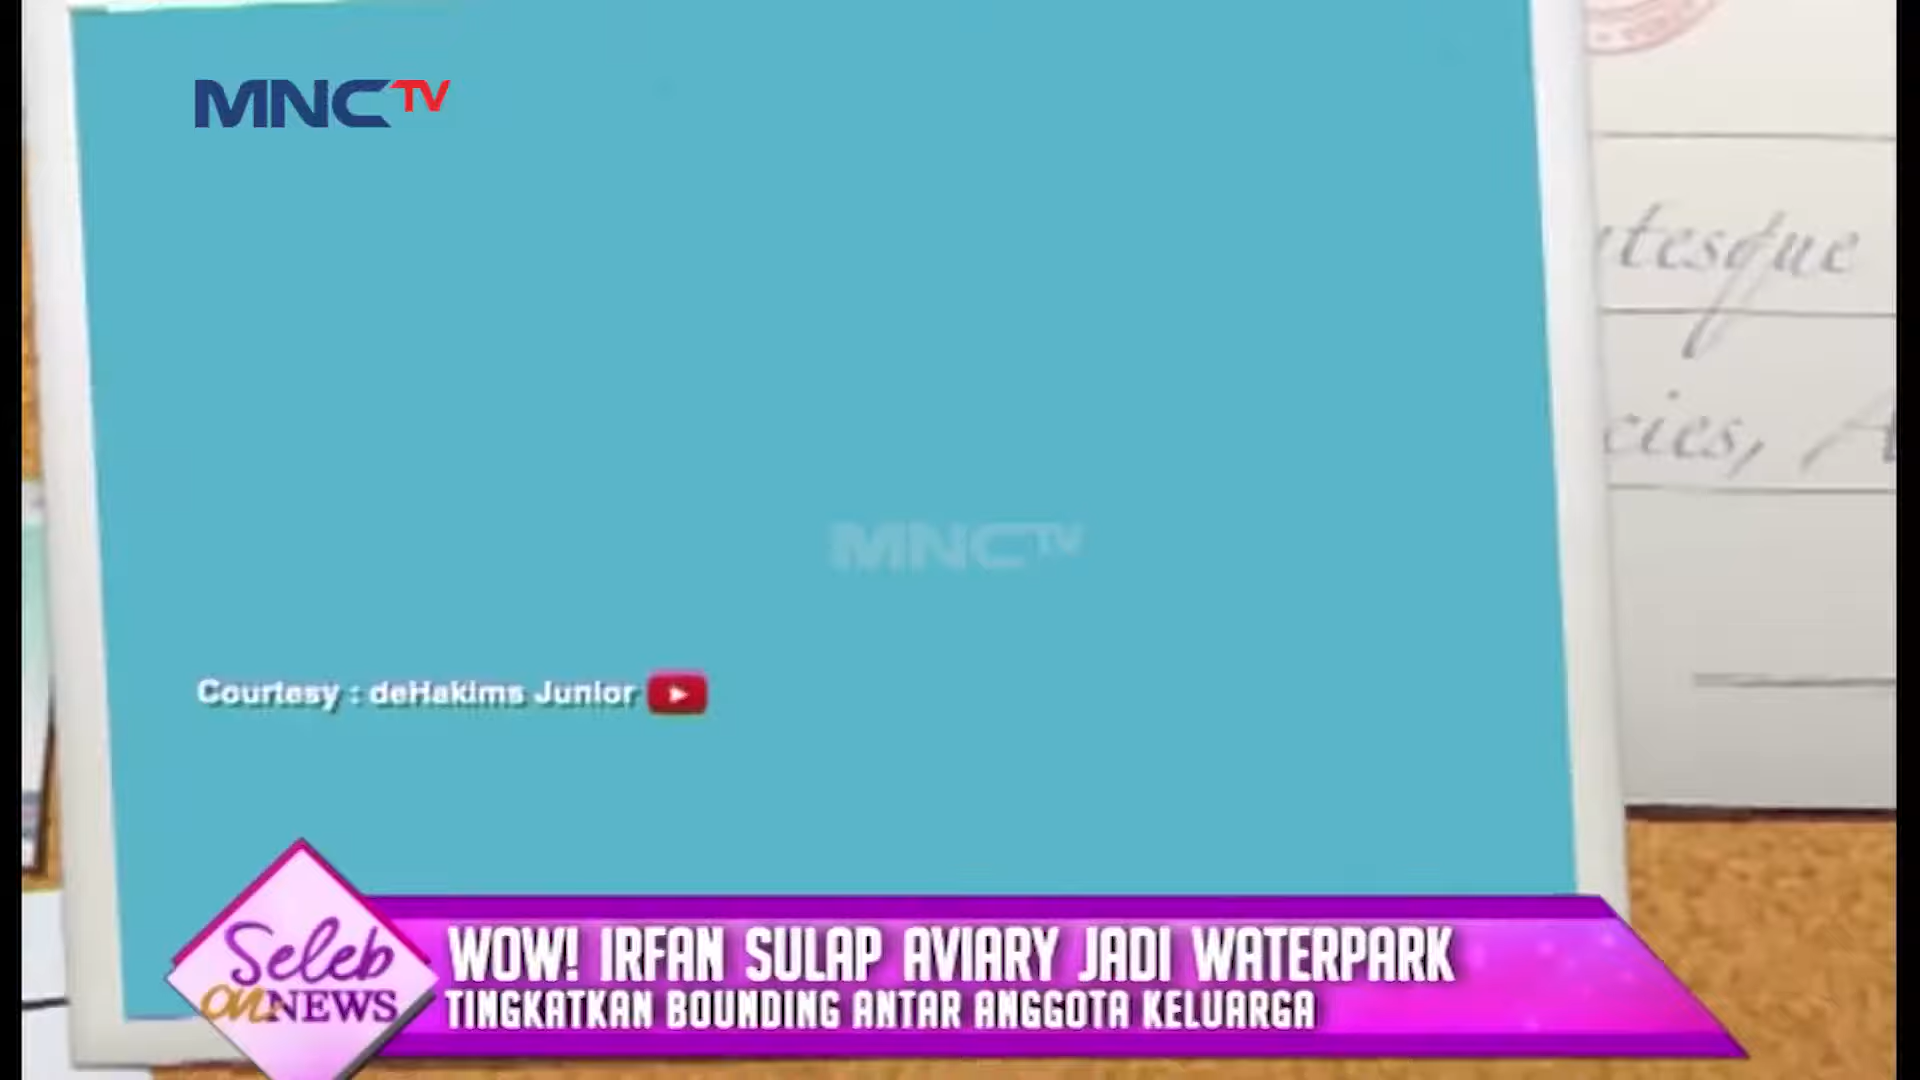 MNCTV
tesque
cies, A
MNCTV
Courtesy : deHakims Junior
Seleb
on NEWS
WOW! IRFAN SULAP AVIARY JADI WATERPARK
TINGKATKAN BOUNDING ANTAR ANGGOTA KELUARGA